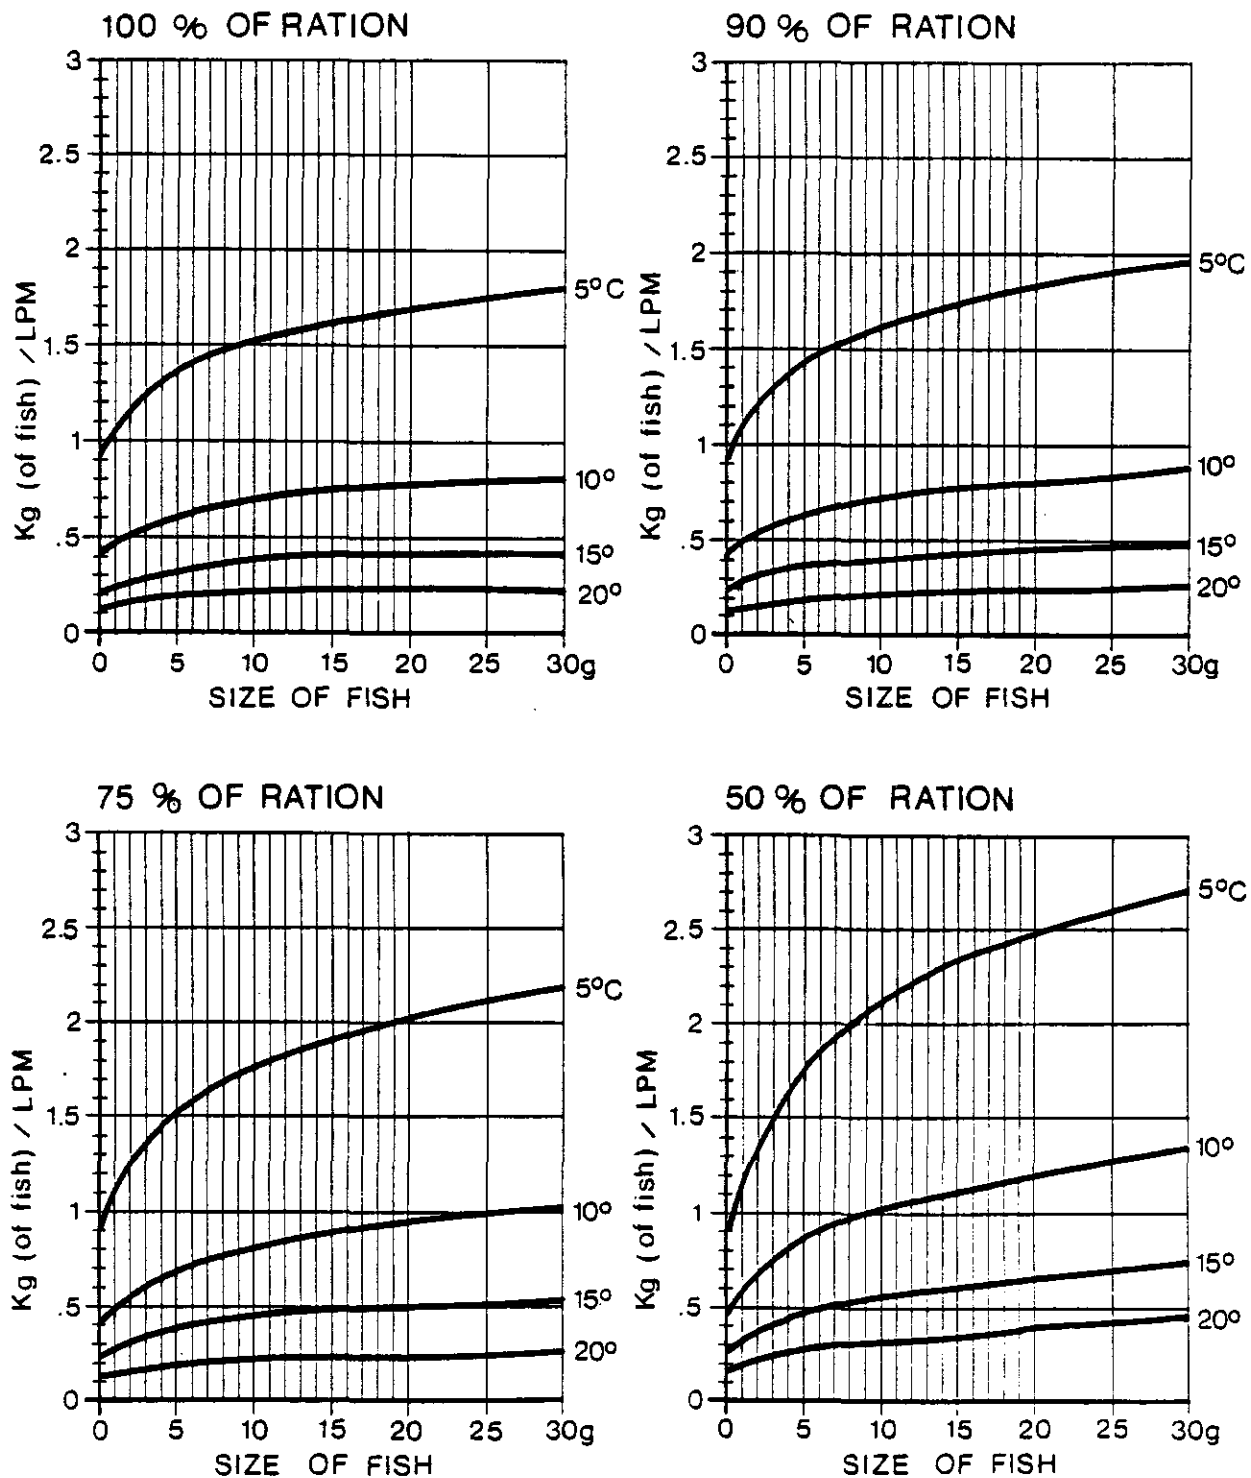 100 % OF RATION
3
2.5
2
1.5
1
.5
0
Kg (of fish) / LPM
5°C
10°
15°
20°
0 5 10 15 20 25 30g
SIZE OF FISH
90 % OF RATION
3
2.5
2
1.5
1
.5
0
Kg (of fish) / LPM
5°C
10°
15°
20°
0 5 10 15 20 25 30g
SIZE OF FISH
75 % OF RATION
3
2.5
2
1.5
1
.5
0
Kg (of fish) / LPM
5°C
10°
15°
20°
0 5 10 15 20 25 30g
SIZE OF FISH
50 % OF RATION
3
2.5
2
1.5
1
.5
0
Kg (of fish) / LPM
5°C
10°
15°
20°
0 5 10 15 20 25 30g
SIZE OF FISH